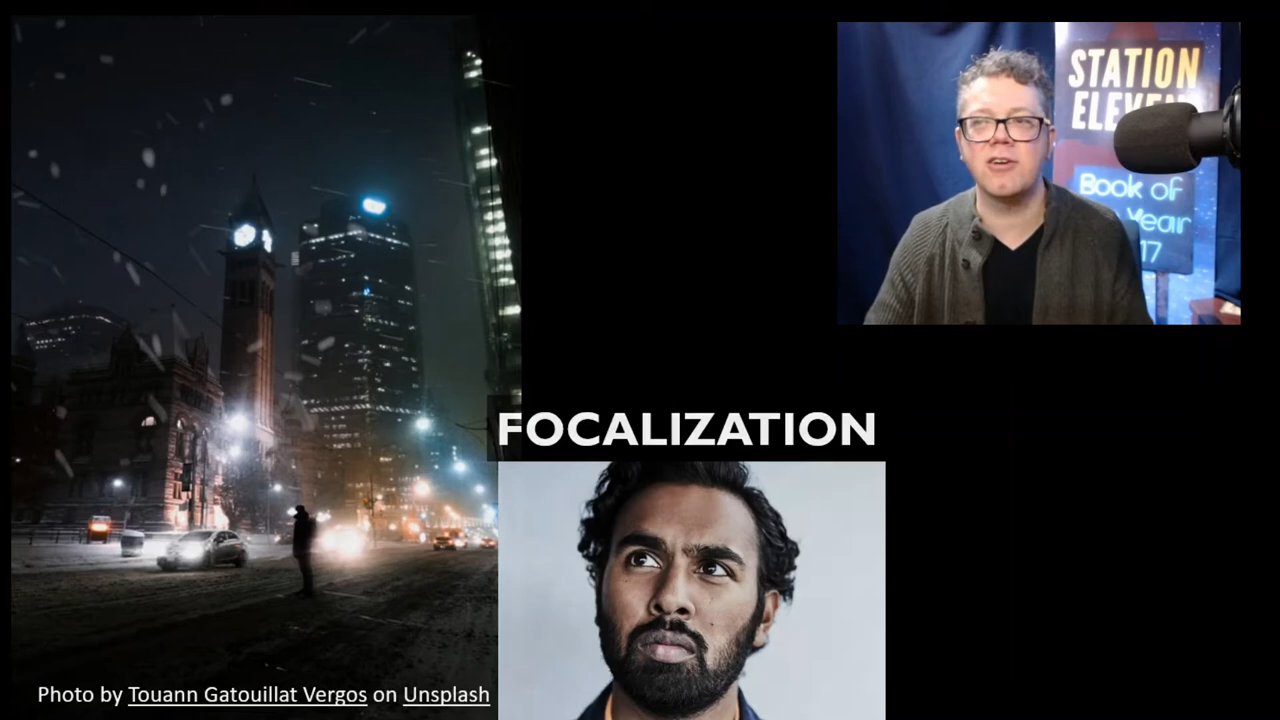 STATION
ELEVEN
Book of
Year
17
FOCALIZATION
Photo by Touann Gatouillat Vergos on Unsplash